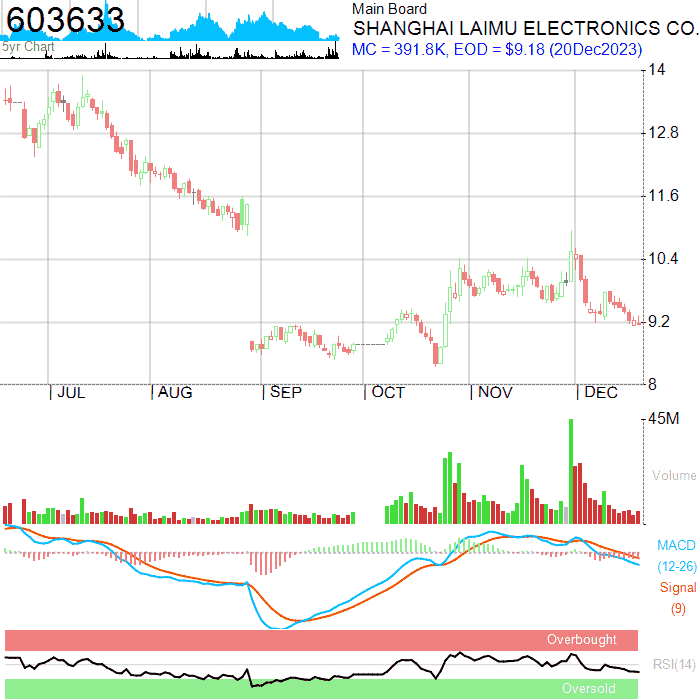 603633
5yr Chart
Main Board
SHANGHAI LAIMU ELECTRONICS CO.
MC = 391.8K, EOD = $9.18 (20Dec2023)
14
12.8
11.6
10.4
9.2
8
JUL AUG SEP OCT NOV DEC
45M
Volume
MACD
(12-26)
Signal
(9)
Overbought
RSI(14)
Oversold